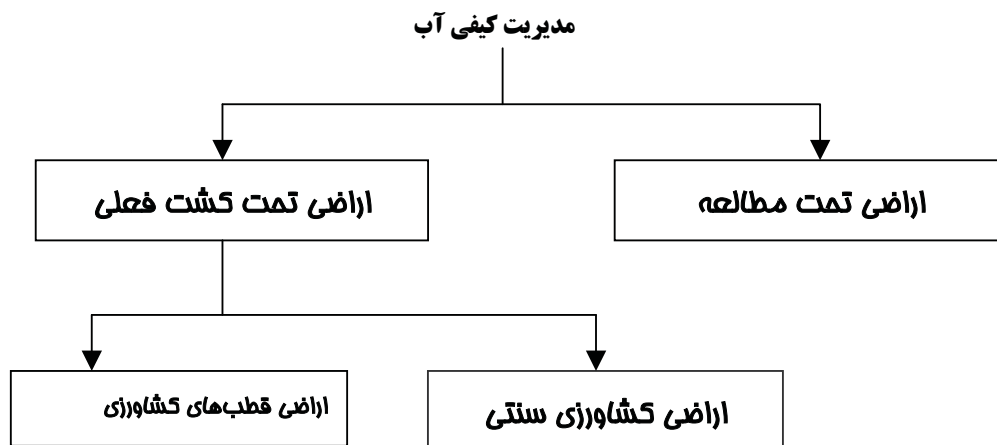 مدیریت کیفی آب
اراضی تحت مطالعه
اراضی تحت کشت فعلی
اراضی کشاورزی سنتی
اراضی قطب‌های کشاورزی